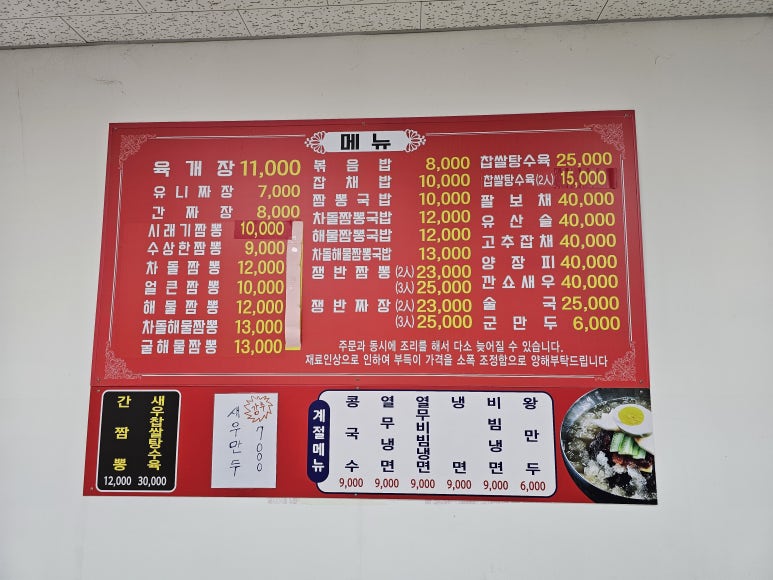 메뉴
육개장 11,000
유니짜장 7,000
간짜장 8,000
시래기짬뽕 10,000
수상한짬뽕 9,000
차돌짬뽕 12,000
얼큰짬뽕 10,000
해물짬뽕 12,000
차돌해물짬뽕 13,000
굴해물짬뽕 13,000
볶음밥 8,000
잡채밥 10,000
짬뽕국밥 10,000
차돌짬뽕국밥 12,000
해물짬뽕국밥 12,000
차돌해물짬뽕국밥 13,000
쟁반짬뽕 (2人) 23,000
(3人) 25,000
쟁반짜장 (2人) 23,000
(3人) 25,000
찹쌀탕수육 25,000
찹쌀탕수육(2人) 15,000
팔보채 40,000
유산슬 40,000
고추잡채 40,000
양장피 40,000
깐쇼새우 40,000
술국 25,000
군만두 6,000
주문과 동시에 조리를 해서 다소 늦어질 수 있습니다.
재료인상으로 인하여 부득이 가격을 소폭 조정함으로 양해부탁드립니다
간짬뽕 12,000
새우찹쌀탕수육 30,000
강추
새우만두 7000
계절메뉴
콩국수 9,000
열무냉면 9,000
열무비빔냉면 9,000
냉면 9,000
비빔냉면 9,000
왕만두 6,000